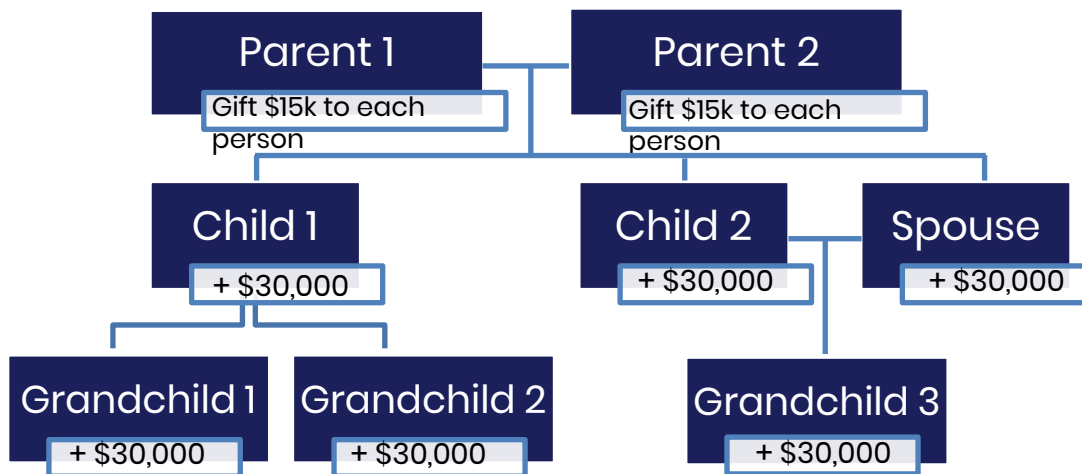 Parent 1
Gift $15k to each
person
Parent 2
Gift $15k to each
person
Child 1
+ $30,000
Child 2
+ $30,000
Spouse
+ $30,000
Grandchild 1
+ $30,000
Grandchild 2
+ $30,000
Grandchild 3
+ $30,000